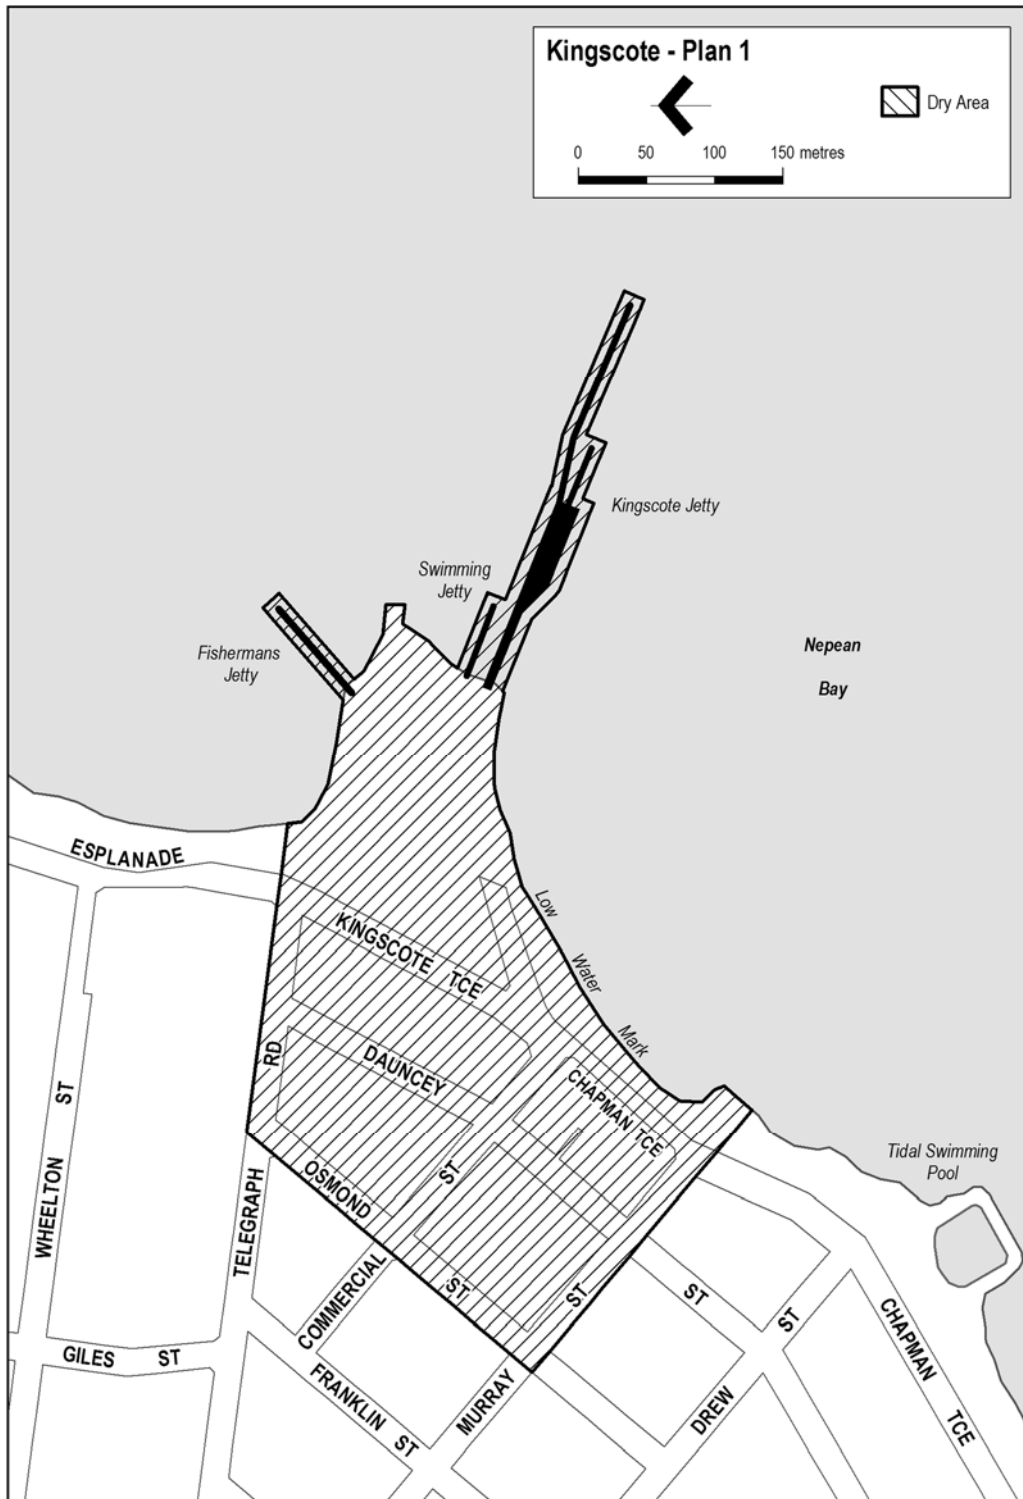 Kingscote - Plan 1
Dry Area
0 50 100 150 metres
Kingscote Jetty
Swimming
Jetty
Fishermans
Jetty
Nepean
Bay
ESPLANADE
KINGSCOTE TCE
Low
Water
Mark
DAUNCEY
RD
CHAPMAN TCE
WHEELTON ST
ST
OSMOND
TELEGRAPH
Tidal Swimming
Pool
COMMERCIAL
ST
ST
ST
ST
GILES ST
FRANKLIN ST
MURRAY
DREW
CHAPMAN
TCE